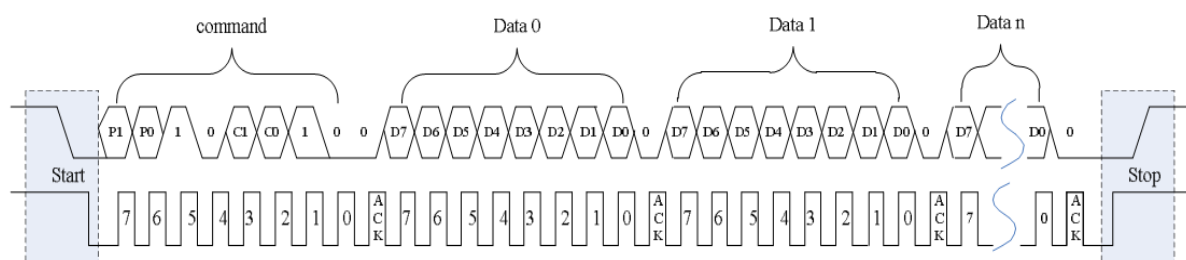 command Data 0 Data 1 Data n
P1 P0 1 0 C1 C0 1 0 0 D7 D6 D5 D4 D3 D2 D1 D0 0 D7 D6 D5 D4 D3 D2 D1 D0 0 D7 D0 0
Start Stop
7 6 5 4 3 2 1 0 ACK 7 6 5 4 3 2 1 0 ACK 7 6 5 4 3 2 1 0 ACK 7 0 ACK